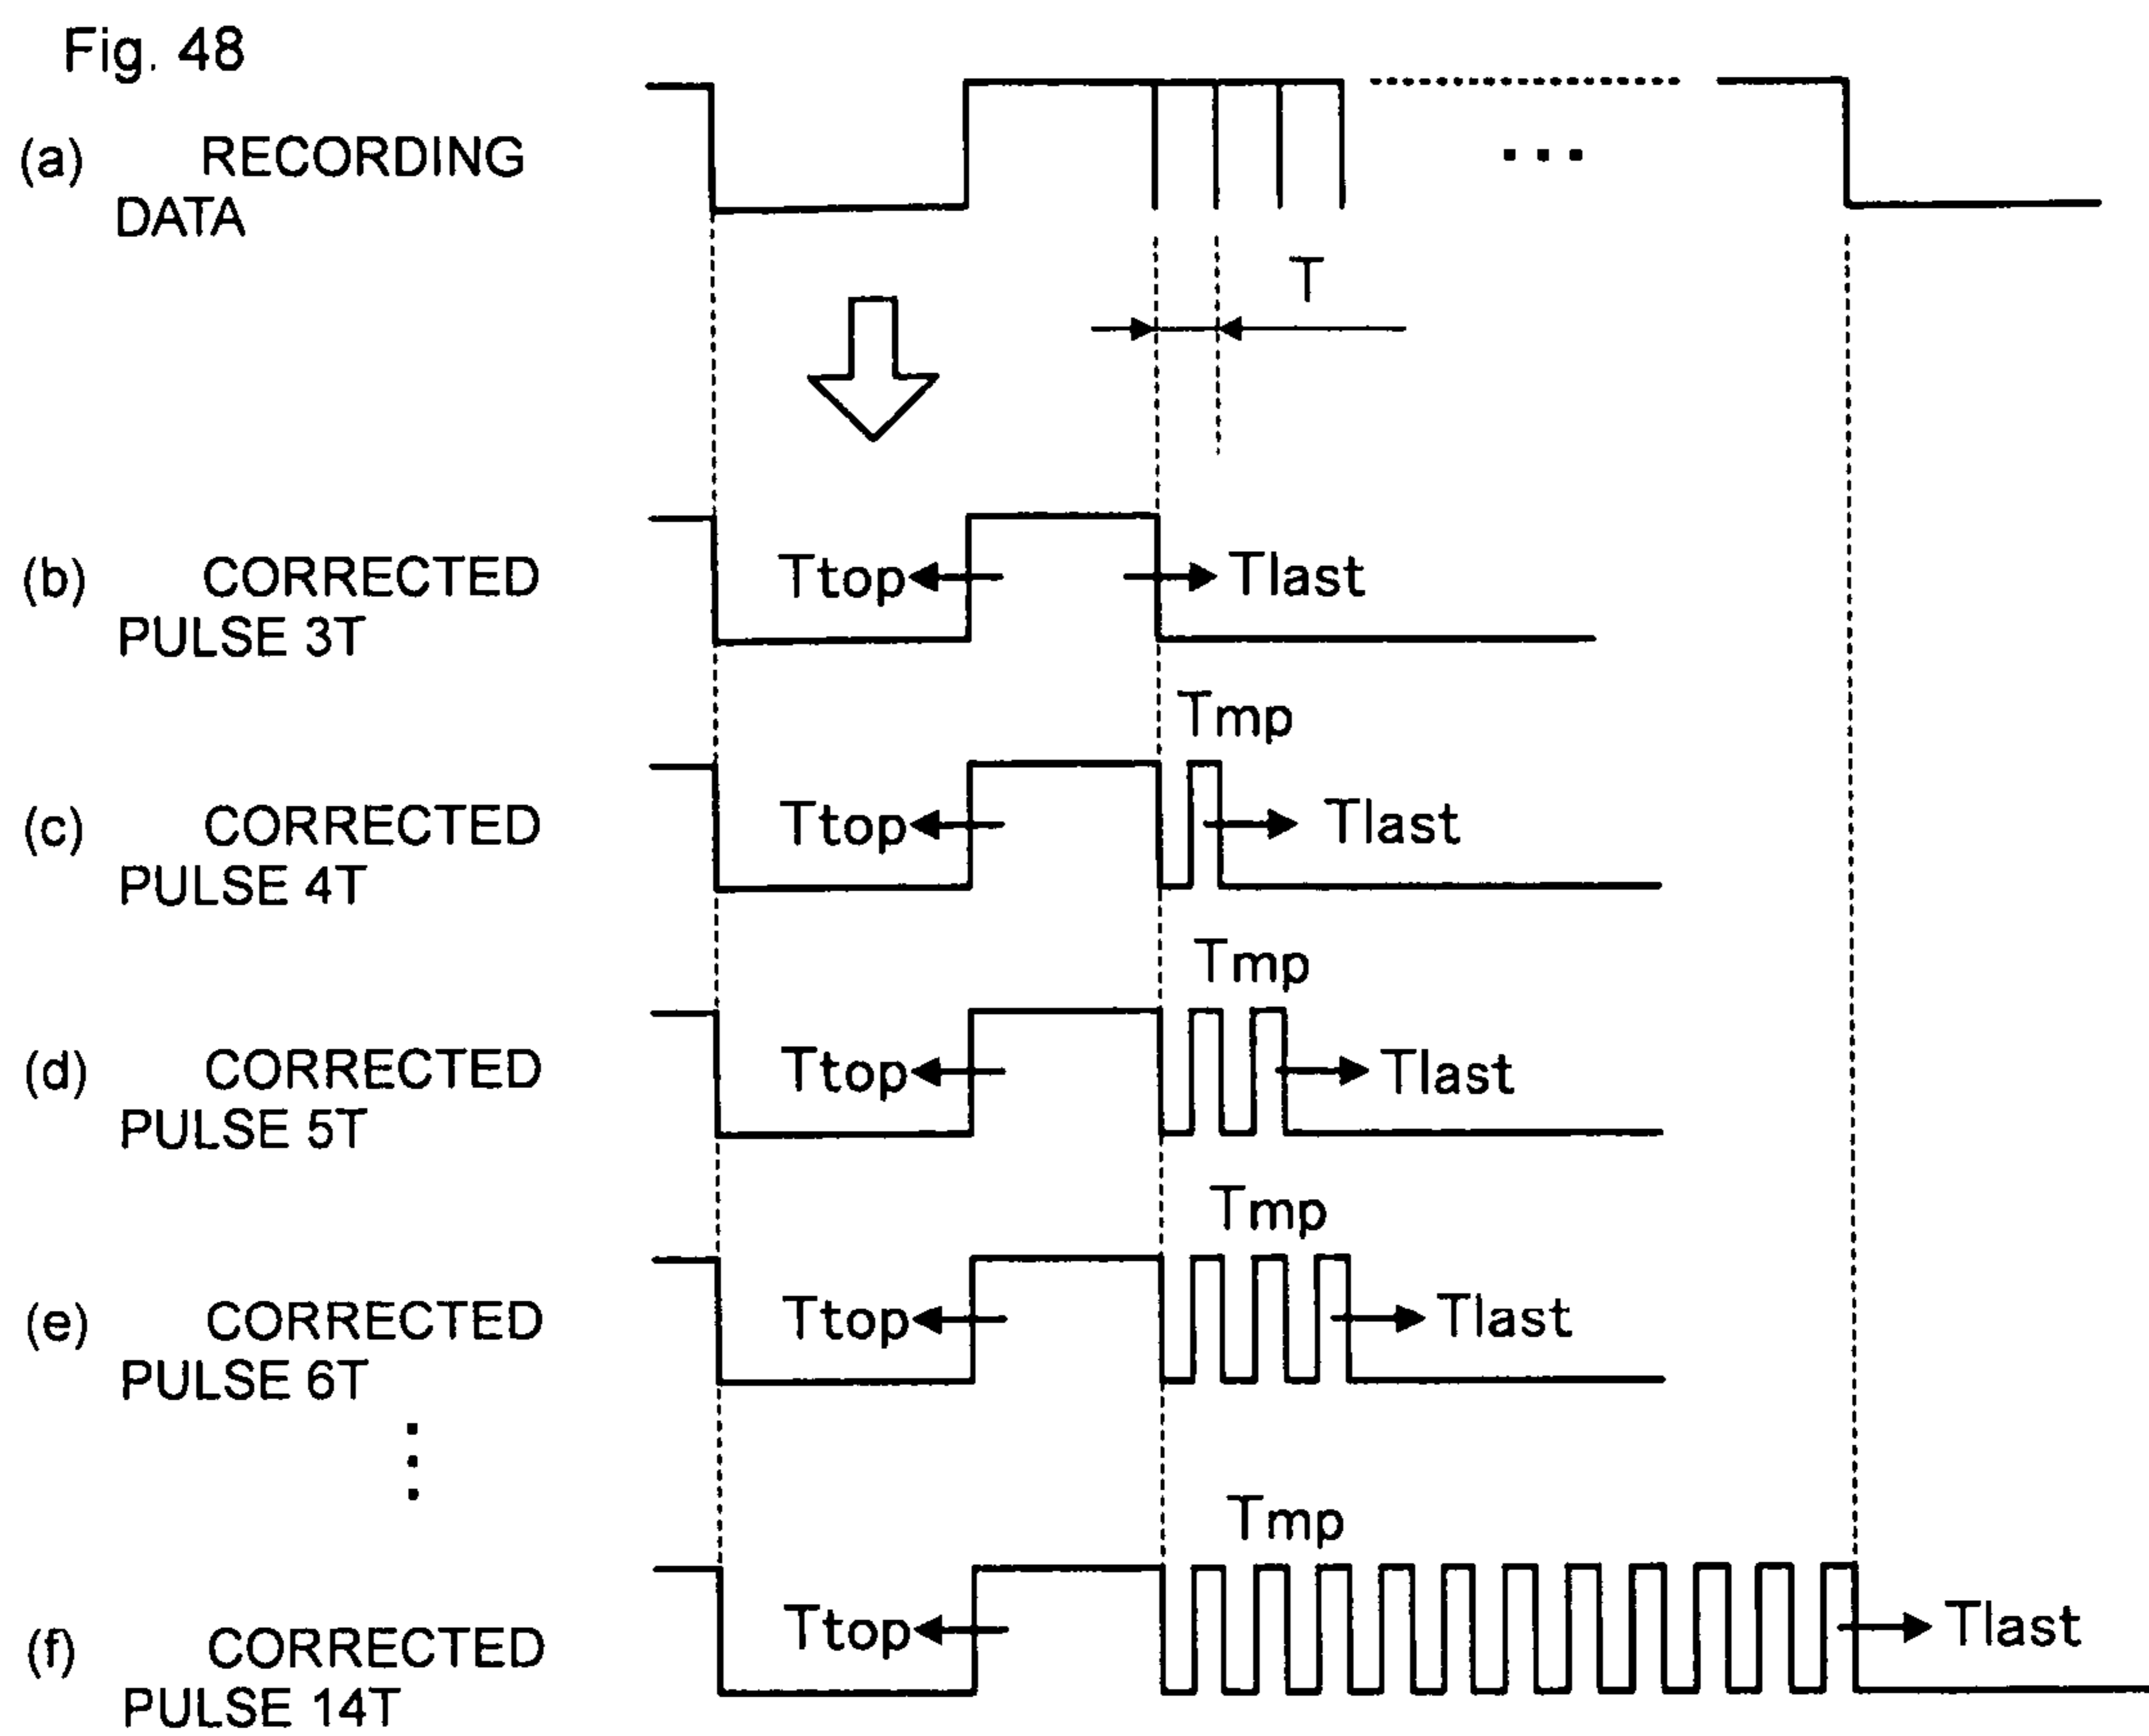 Fig. 48
(a) RECORDING
DATA
...
T
(b) CORRECTED
PULSE 3T
Ttop
Tlast
Tmp
(c) CORRECTED
PULSE 4T
Ttop
Tlast
Tmp
(d) CORRECTED
PULSE 5T
Ttop
Tlast
Tmp
(e) CORRECTED
PULSE 6T
Ttop
Tlast
Tmp
(f) CORRECTED
PULSE 14T
Ttop
Tlast